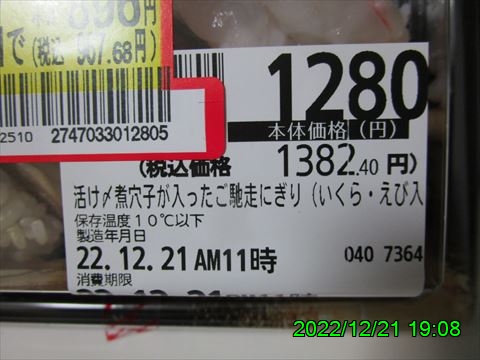 898円
で(税込 967.68円)
2510 2747033012805
1280
本体価格(円)
(税込価格 1382.40 円)
活け〆煮穴子が入ったご馳走にぎり(いくら・えび入
保存温度10℃以下
製造年月日
22.12.21 AM11時
040 7364
消費期限
2022/12/21 19:08